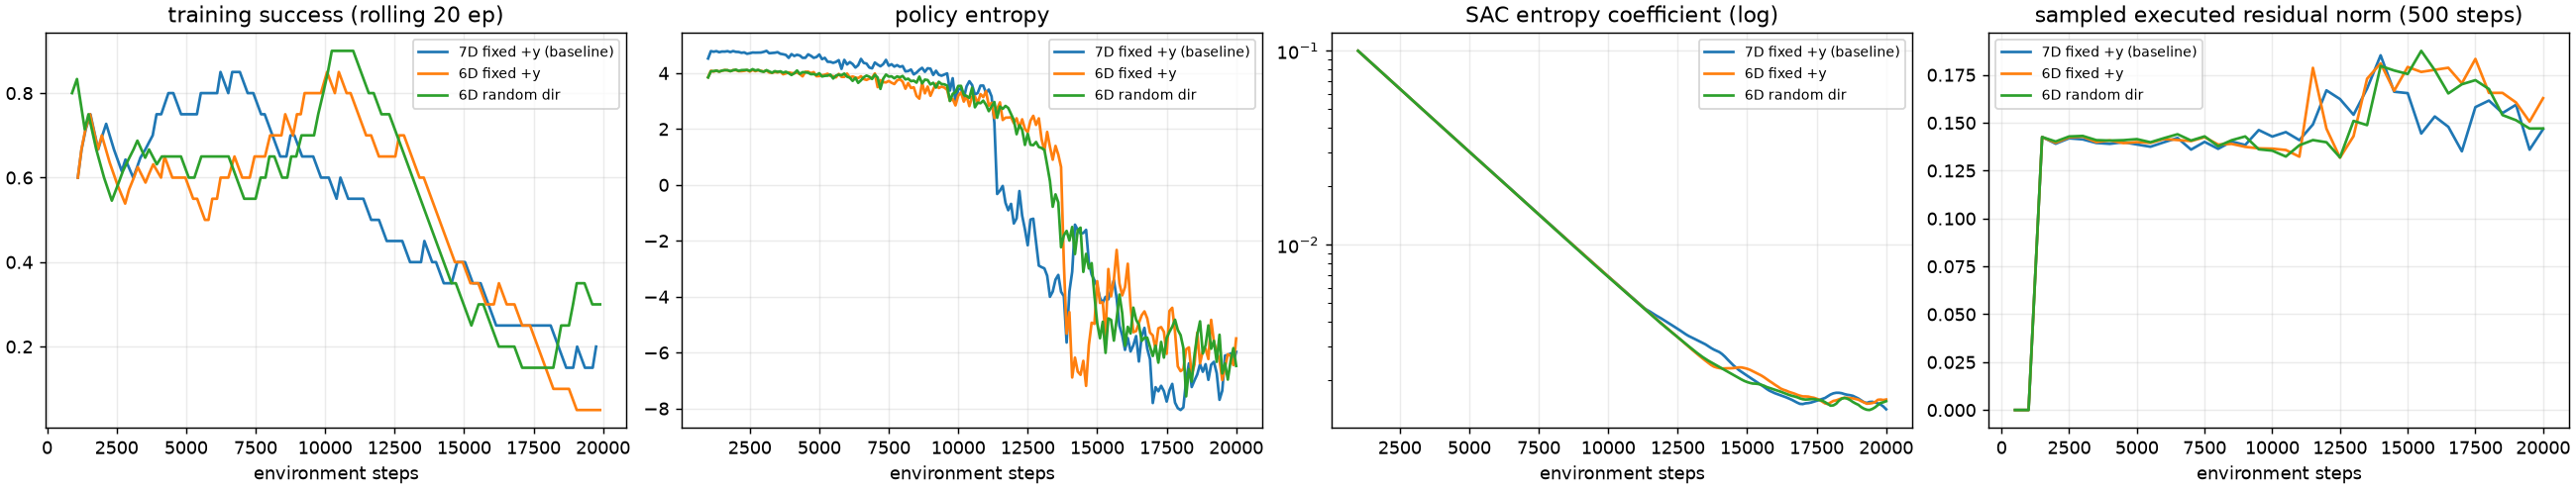 training success (rolling 20 ep)
7D fixed +y (baseline)
6D fixed +y
6D random dir
0.8
0.6
0.4
0.2
0 2500 5000 7500 10000 12500 15000 17500 20000
environment steps
policy entropy
7D fixed +y (baseline)
6D fixed +y
6D random dir
4
2
0
−2
−4
−6
−8
2500 5000 7500 10000 12500 15000 17500 20000
environment steps
SAC entropy coefficient (log)
7D fixed +y (baseline)
6D fixed +y
6D random dir
10⁻¹
10⁻²
2500 5000 7500 10000 12500 15000 17500 20000
environment steps
sampled executed residual norm (500 steps)
7D fixed +y (baseline)
6D fixed +y
6D random dir
0.175
0.150
0.125
0.100
0.075
0.050
0.025
0.000
0 2500 5000 7500 10000 12500 15000 17500 20000
environment steps